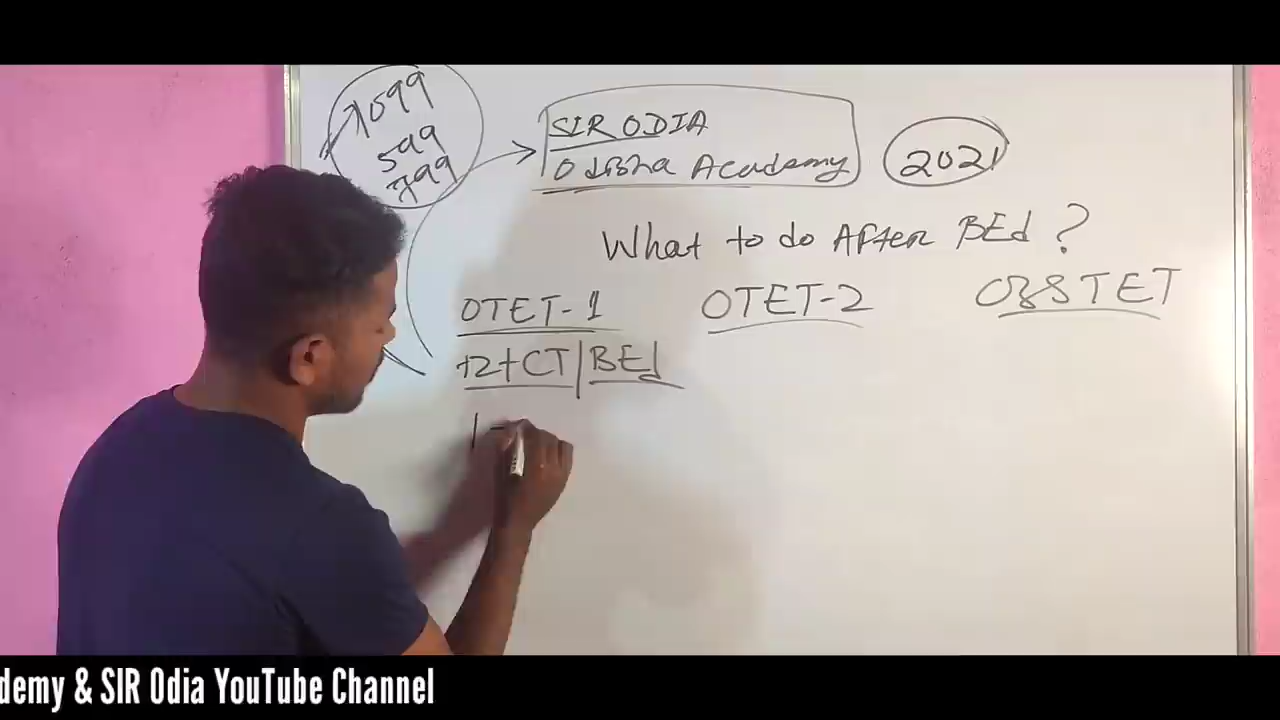 1099
599
799
SIR ODIA
Odisha Academy
2021
What to do After BEd ?
OTET-1 OTET-2 OSSTET
+2+CT|BEd
1-
demy & SIR Odia YouTube Channel